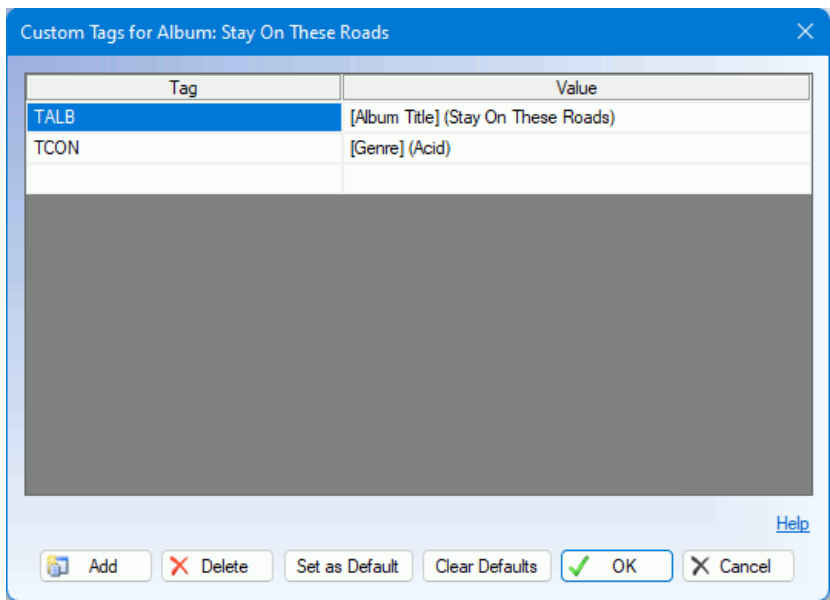 Custom Tags for Album: Stay On These Roads
Tag Value
TALB [Album Title] (Stay On These Roads)
TCON [Genre] (Acid)
Help
Add Delete Set as Default Clear Defaults OK Cancel